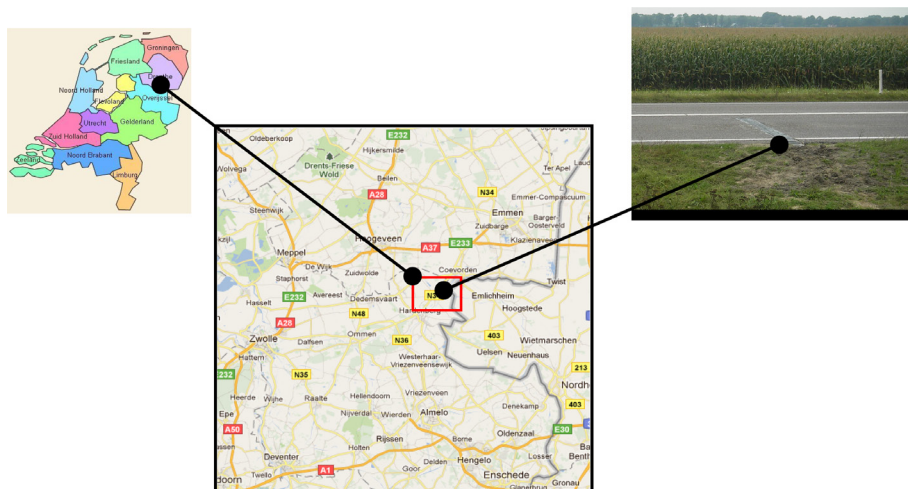 Groningen
Friesland
Drenthe
Noord Holland
Flevoland
Overijssel
Utrecht
Gelderland
Zuid Holland
Zeeland
Noord Brabant
Limburg
Oldeberkoop
E232
Hijkersmilde
Wolvega
Drents-Friese
Wold
Beilen
Ter Apel
A28
N34
Emmer-Compascuum
Steenwijk
Emmen
Barger-
Oosterveld
Zuidbarge
Hoogeveen
A37
E233
Klazienaveen
Meppel
De Wijk
Zuidwolde
Coevorden
Staphorst
Twist
E232
Avereest
Dedemsvaart
Emlichheim
Hasselt
Hoogstede
Hardenberg
N48
A28
Ommen
403
Zwolle
Dalfsen
N36
Wietmarschen
Uelsen
Neuenhaus
Hattem
Westerhaar-
Vriezenveensewijk
213
E232
N35
Nordh
Heerde
Wijhe
Raalte
Hellendoorn
Vriezenveen
Denekamp
403
Epe
Nijverdal
Wierden
Almelo
A50
E30
Rijssen
Borne
Oldenzaal
Holten
Deventer
Losser
Delden
Hengelo
Twello
A1
Goor
Enschede
doorn
Gronau